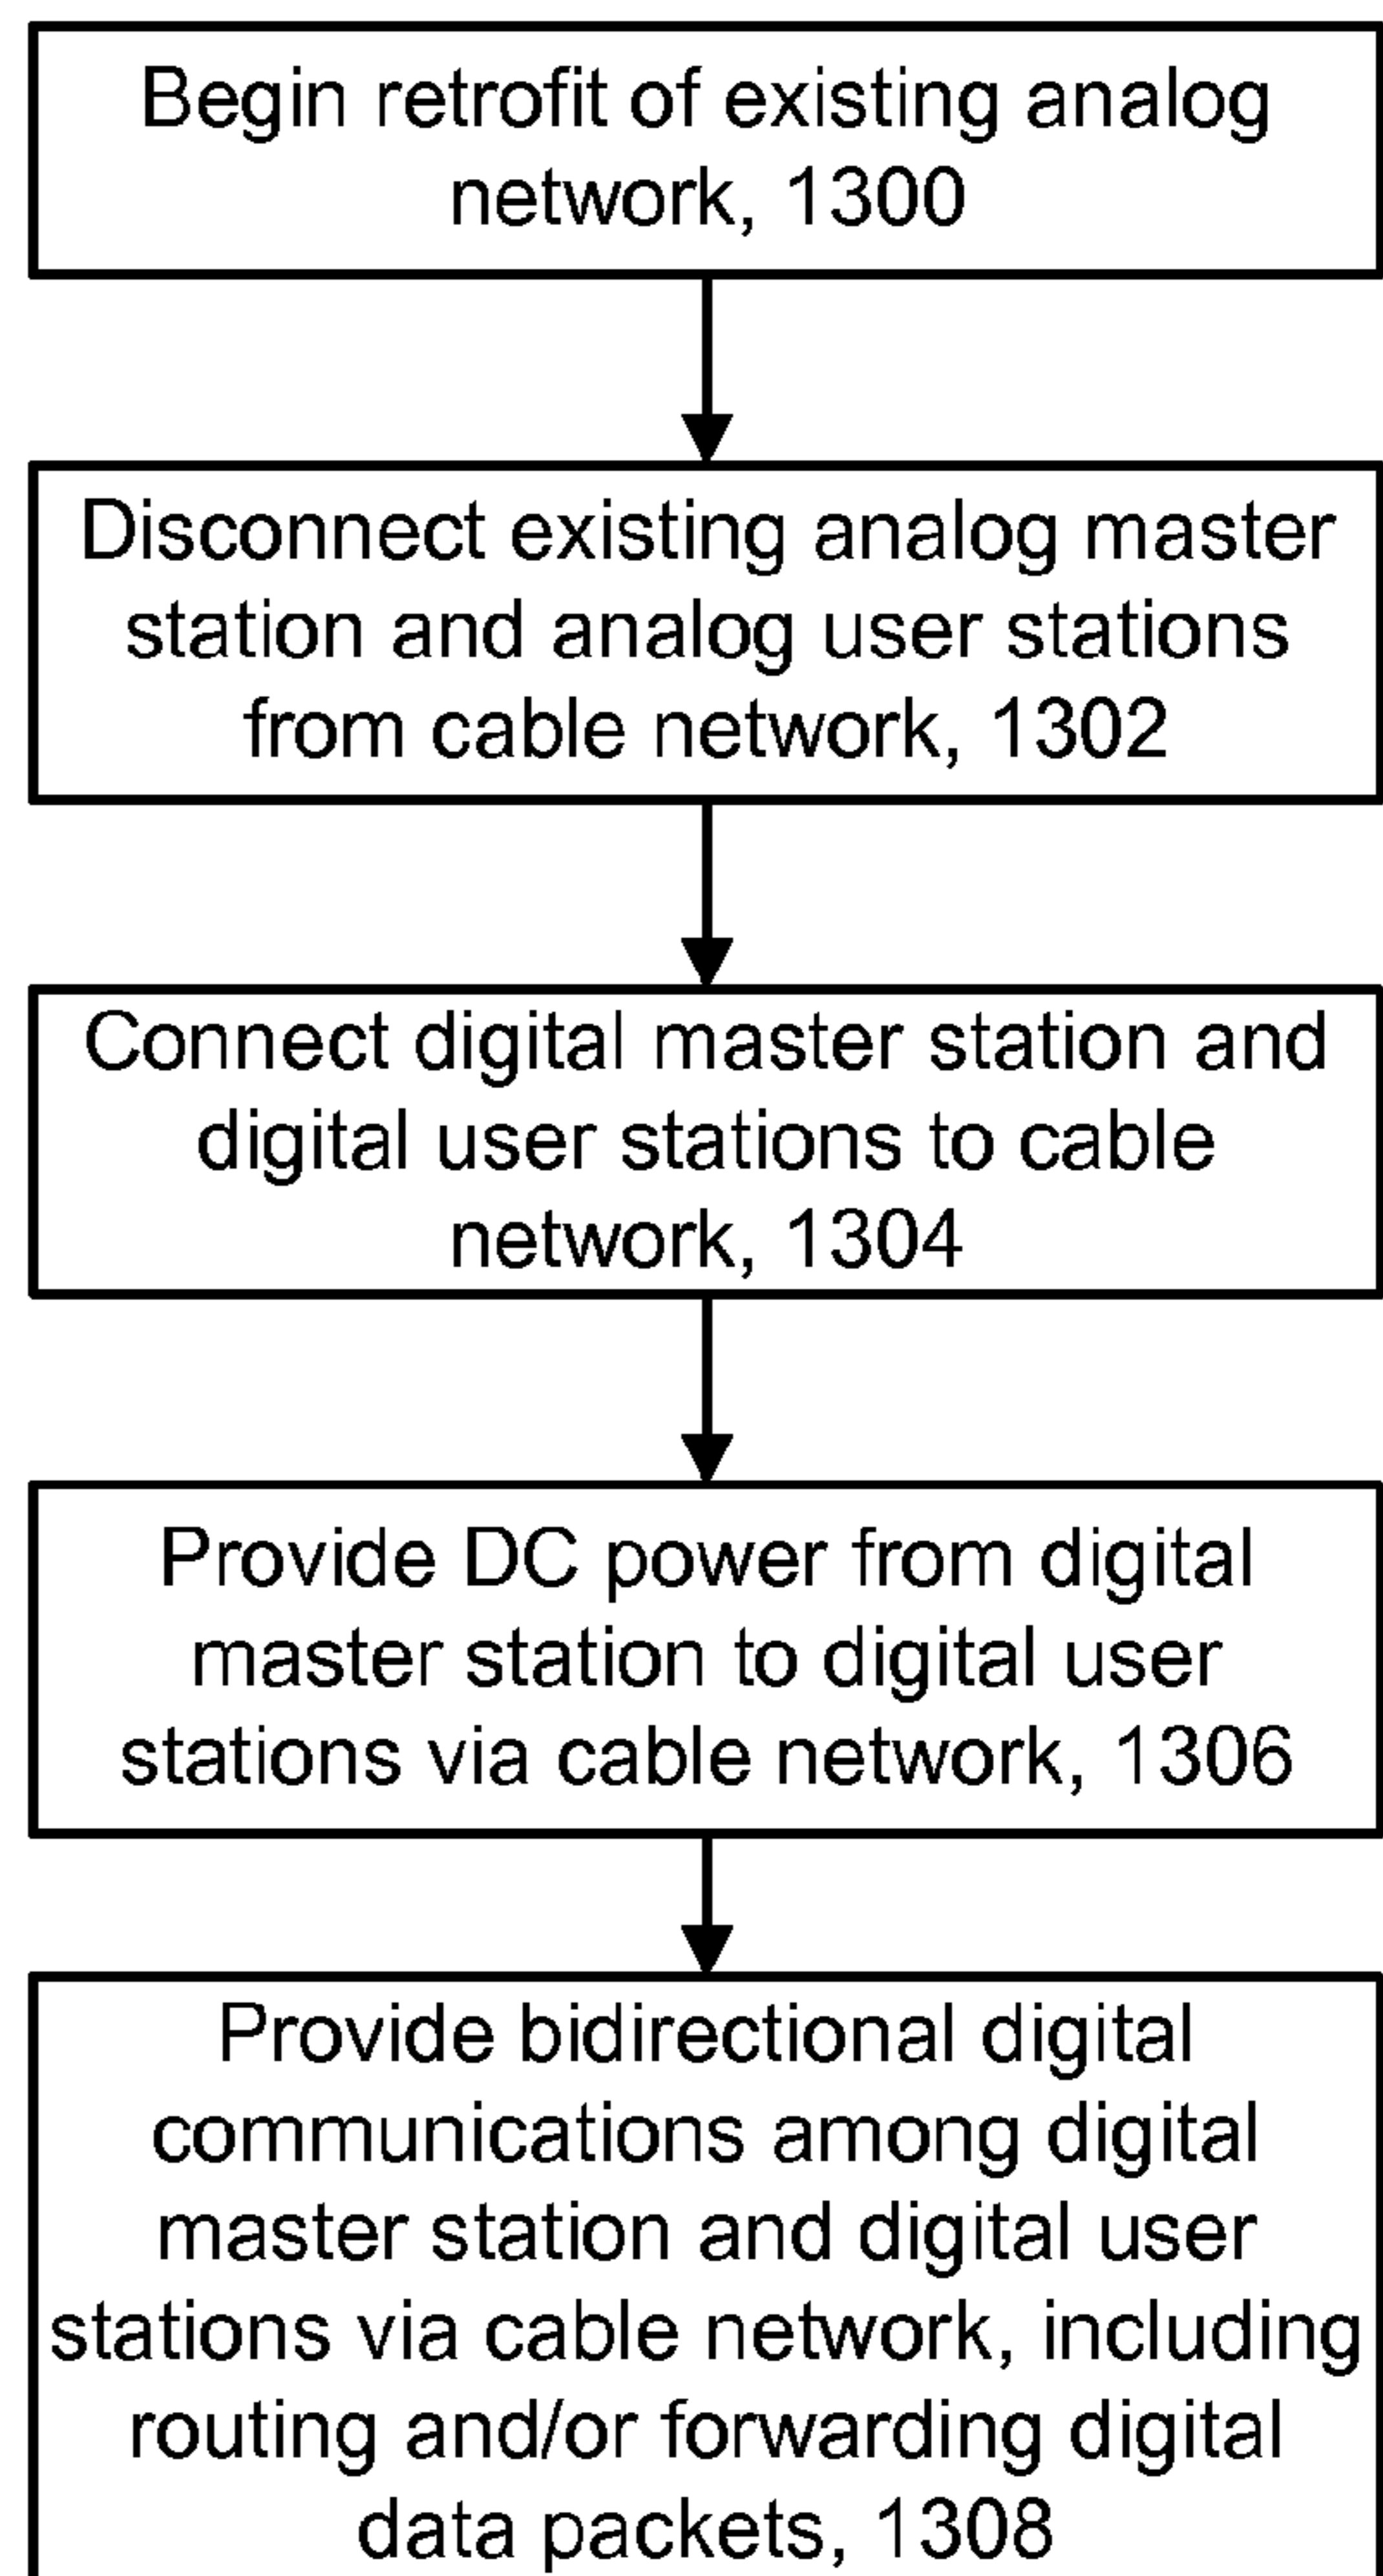 Begin retrofit of existing analog
network, 1300
Disconnect existing analog master
station and analog user stations
from cable network, 1302
Connect digital master station and
digital user stations to cable
network, 1304
Provide DC power from digital
master station to digital user
stations via cable network, 1306
Provide bidirectional digital
communications among digital
master station and digital user
stations via cable network, including
routing and/or forwarding digital
data packets, 1308